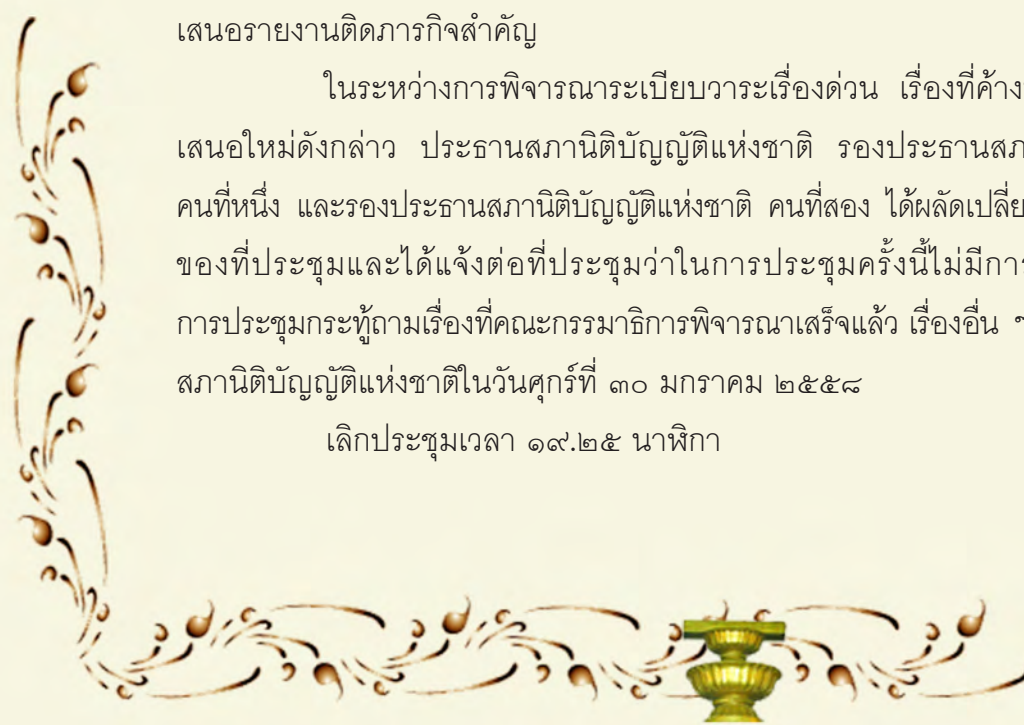 เสนอรายงานติดภารกิจสำคัญ
ในระหว่างการพิจารณาระเบียบวาระเรื่องด่วน เรื่องที่ค้าง
เสนอใหม่ดังกล่าว ประธานสภานิติบัญญัติแห่งชาติ รองประธานสภา
คนที่หนึ่ง และรองประธานสภานิติบัญญัติแห่งชาติ คนที่สอง ได้ผลัดเปลี่ย
ของที่ประชุมและได้แจ้งต่อที่ประชุมว่าในการประชุมครั้งนี้ไม่มีการ
การประชุมกระทู้ถามเรื่องที่คณะกรรมาธิการพิจารณาเสร็จแล้ว เรื่องอื่น ๆ
สภานิติบัญญัติแห่งชาติในวันศุกร์ที่ ๓๐ มกราคม ๒๕๕๘
เลิกประชุมเวลา ๑๙.๒๕ นาฬิกา